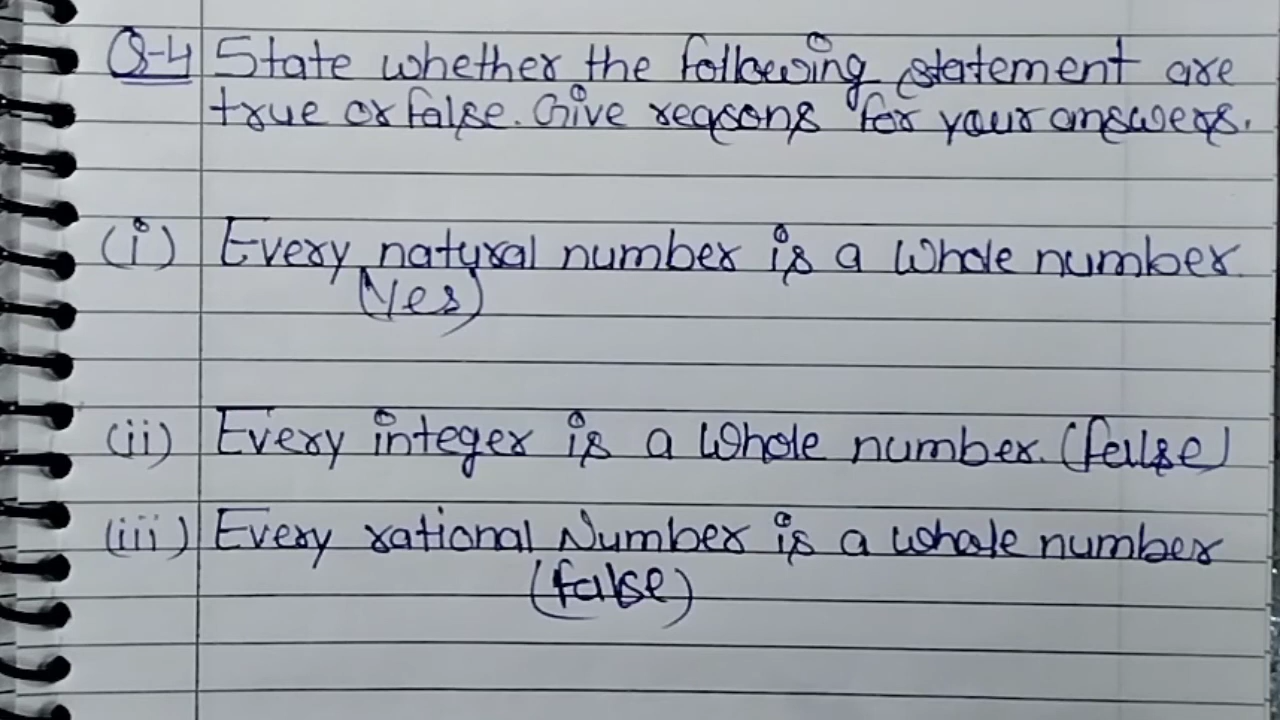 Q-4 State whether the following statement are
true or false. Give reasons for your answers.
(i) Every natural number is a whole number
(Yes)
(ii) Every integer is a whole number. (false)
(iii) Every rational Number is a whole number
(false)